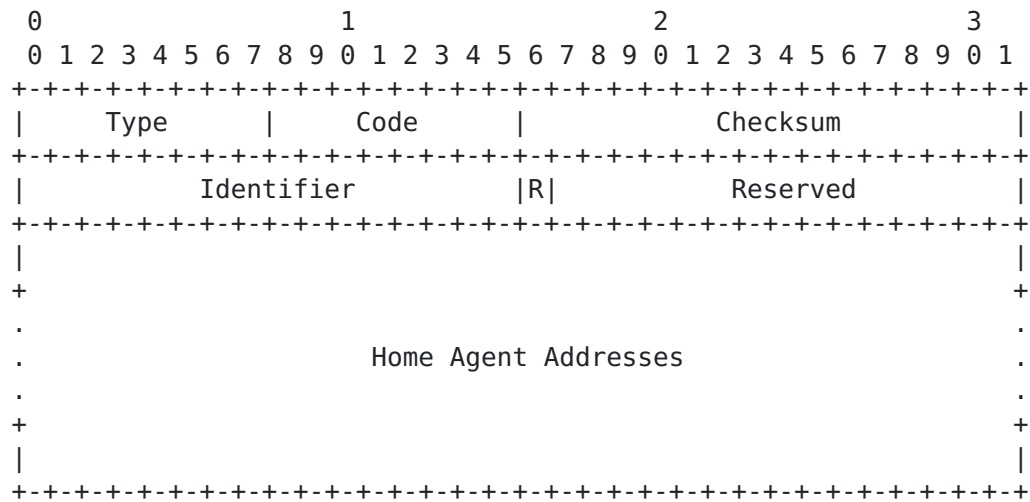 0                   1                   2                   3
 0 1 2 3 4 5 6 7 8 9 0 1 2 3 4 5 6 7 8 9 0 1 2 3 4 5 6 7 8 9 0 1
+-+-+-+-+-+-+-+-+-+-+-+-+-+-+-+-+-+-+-+-+-+-+-+-+-+-+-+-+-+-+-+-+
|     Type      |     Code      |            Checksum           |
+-+-+-+-+-+-+-+-+-+-+-+-+-+-+-+-+-+-+-+-+-+-+-+-+-+-+-+-+-+-+-+-+
|           Identifier          |R|           Reserved          |
+-+-+-+-+-+-+-+-+-+-+-+-+-+-+-+-+-+-+-+-+-+-+-+-+-+-+-+-+-+-+-+-+
|                                                               |
+                                                               +
.                                                               .
.                      Home Agent Addresses                     .
.                                                               .
+                                                               +
|                                                               |
+-+-+-+-+-+-+-+-+-+-+-+-+-+-+-+-+-+-+-+-+-+-+-+-+-+-+-+-+-+-+-+-+